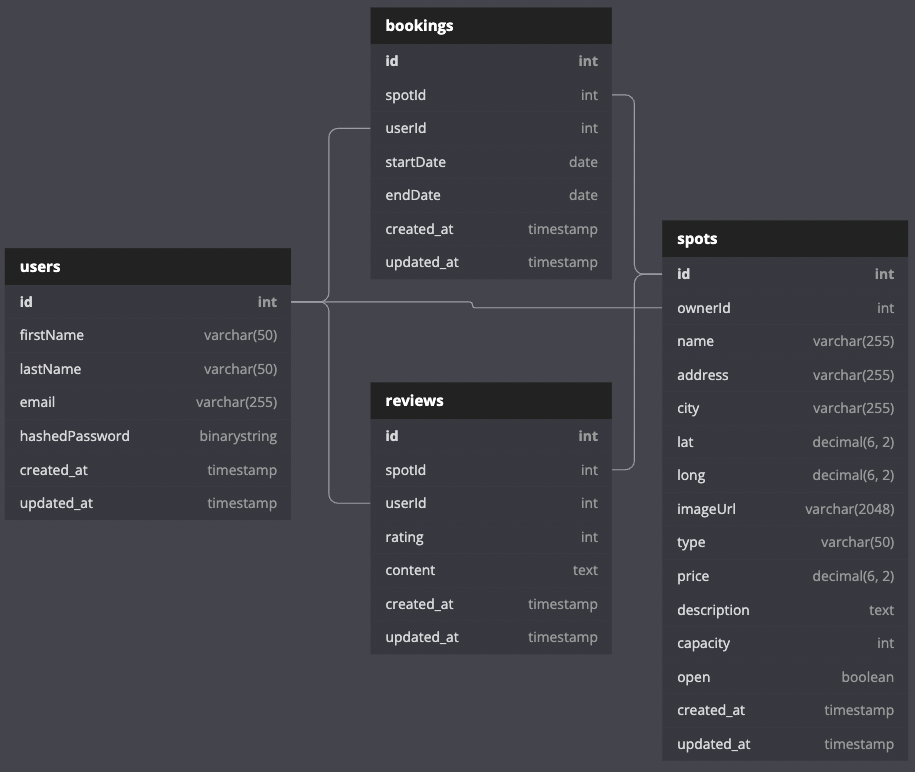 bookings
id int
spotId int
userId int
startDate date
endDate date
created_at timestamp
updated_at timestamp
users
id int
firstName varchar(50)
lastName varchar(50)
email varchar(255)
hashedPassword binarystring
created_at timestamp
updated_at timestamp
reviews
id int
spotId int
userId int
rating int
content text
created_at timestamp
updated_at timestamp
spots
id int
ownerId int
name varchar(255)
address varchar(255)
city varchar(255)
lat decimal(6, 2)
long decimal(6, 2)
imageUrl varchar(2048)
type varchar(50)
price decimal(6, 2)
description text
capacity int
open boolean
created_at timestamp
updated_at timestamp